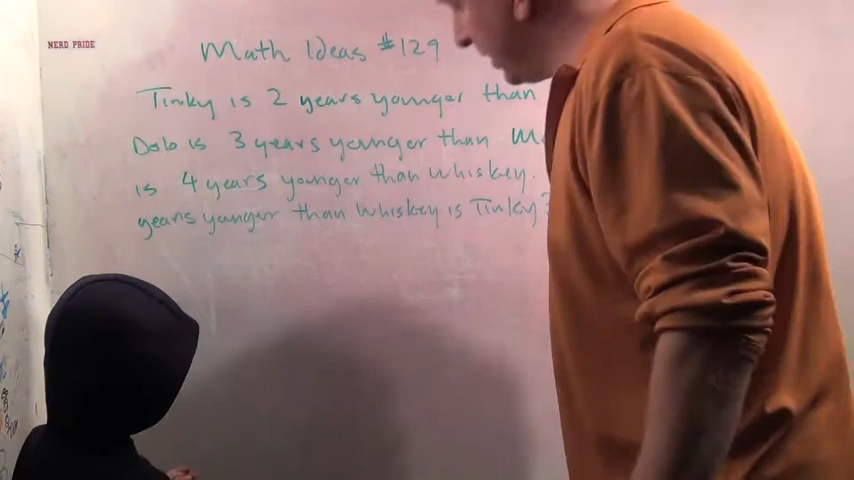 NERD PRIDE
Math Ideas #129
Tinky is 2 years younger than
Dob is 3 years younger than
is 4 years younger than Whiskey.
years younger than Whiskey is Tinky?